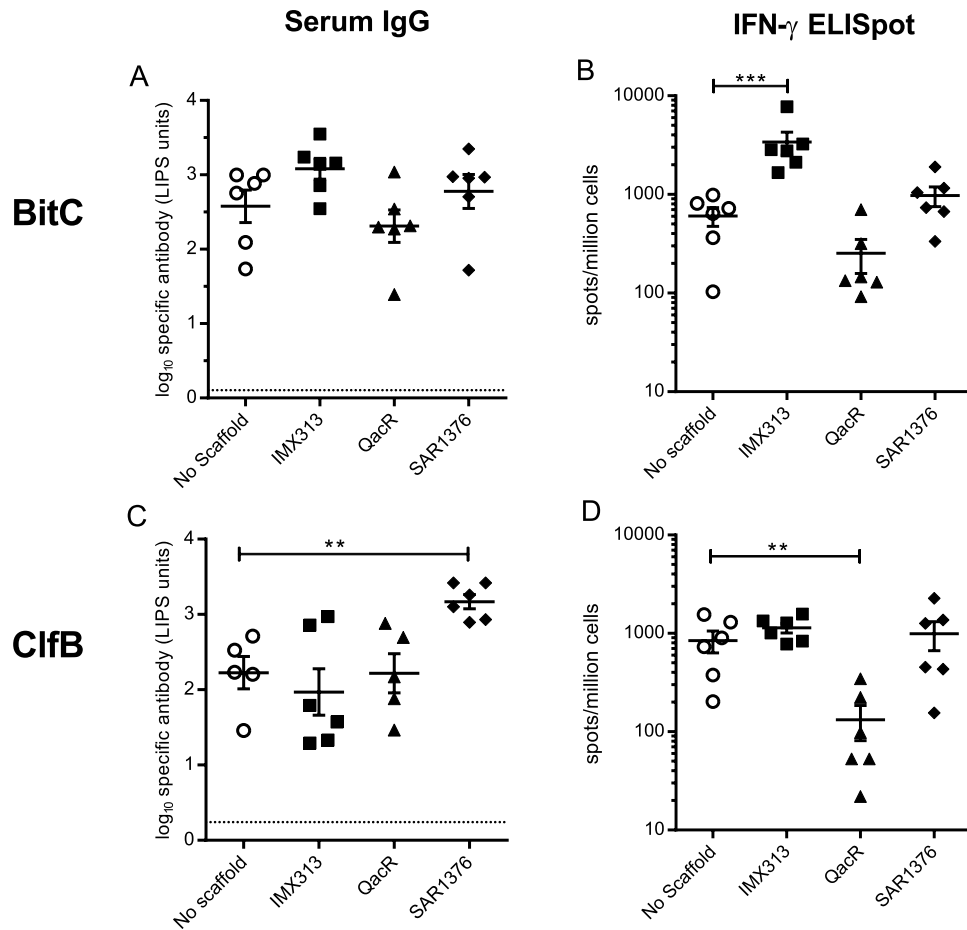 Serum IgG
IFN-γ ELISpot
BitC
ClfB
A
log10 specific antibody (LIPS units)
4
3
2
1
0
No Scaffold
IMX313
QacR
SAR1376
B
***
spots/million cells
10000
1000
100
10
No Scaffold
IMX313
QacR
SAR1376
C
**
log10 specific antibody (LIPS units)
4
3
2
1
0
No scaffold
IMX313
QacR
SAR1376
D
**
spots/million cells
10000
1000
100
10
No Scaffold
IMX313
QacR
SAR1376